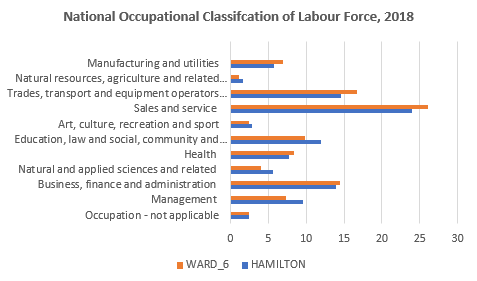 National Occupational Classifcation of Labour Force, 2018
Manufacturing and utilities
Natural resources, agriculture and related...
Trades, transport and equipment operators...
Sales and service
Art, culture, recreation and sport
Education, law and social, community and...
Health
Natural and applied sciences and related
Business, finance and administration
Management
Occupation - not applicable
0 5 10 15 20 25 30
WARD_6 HAMILTON